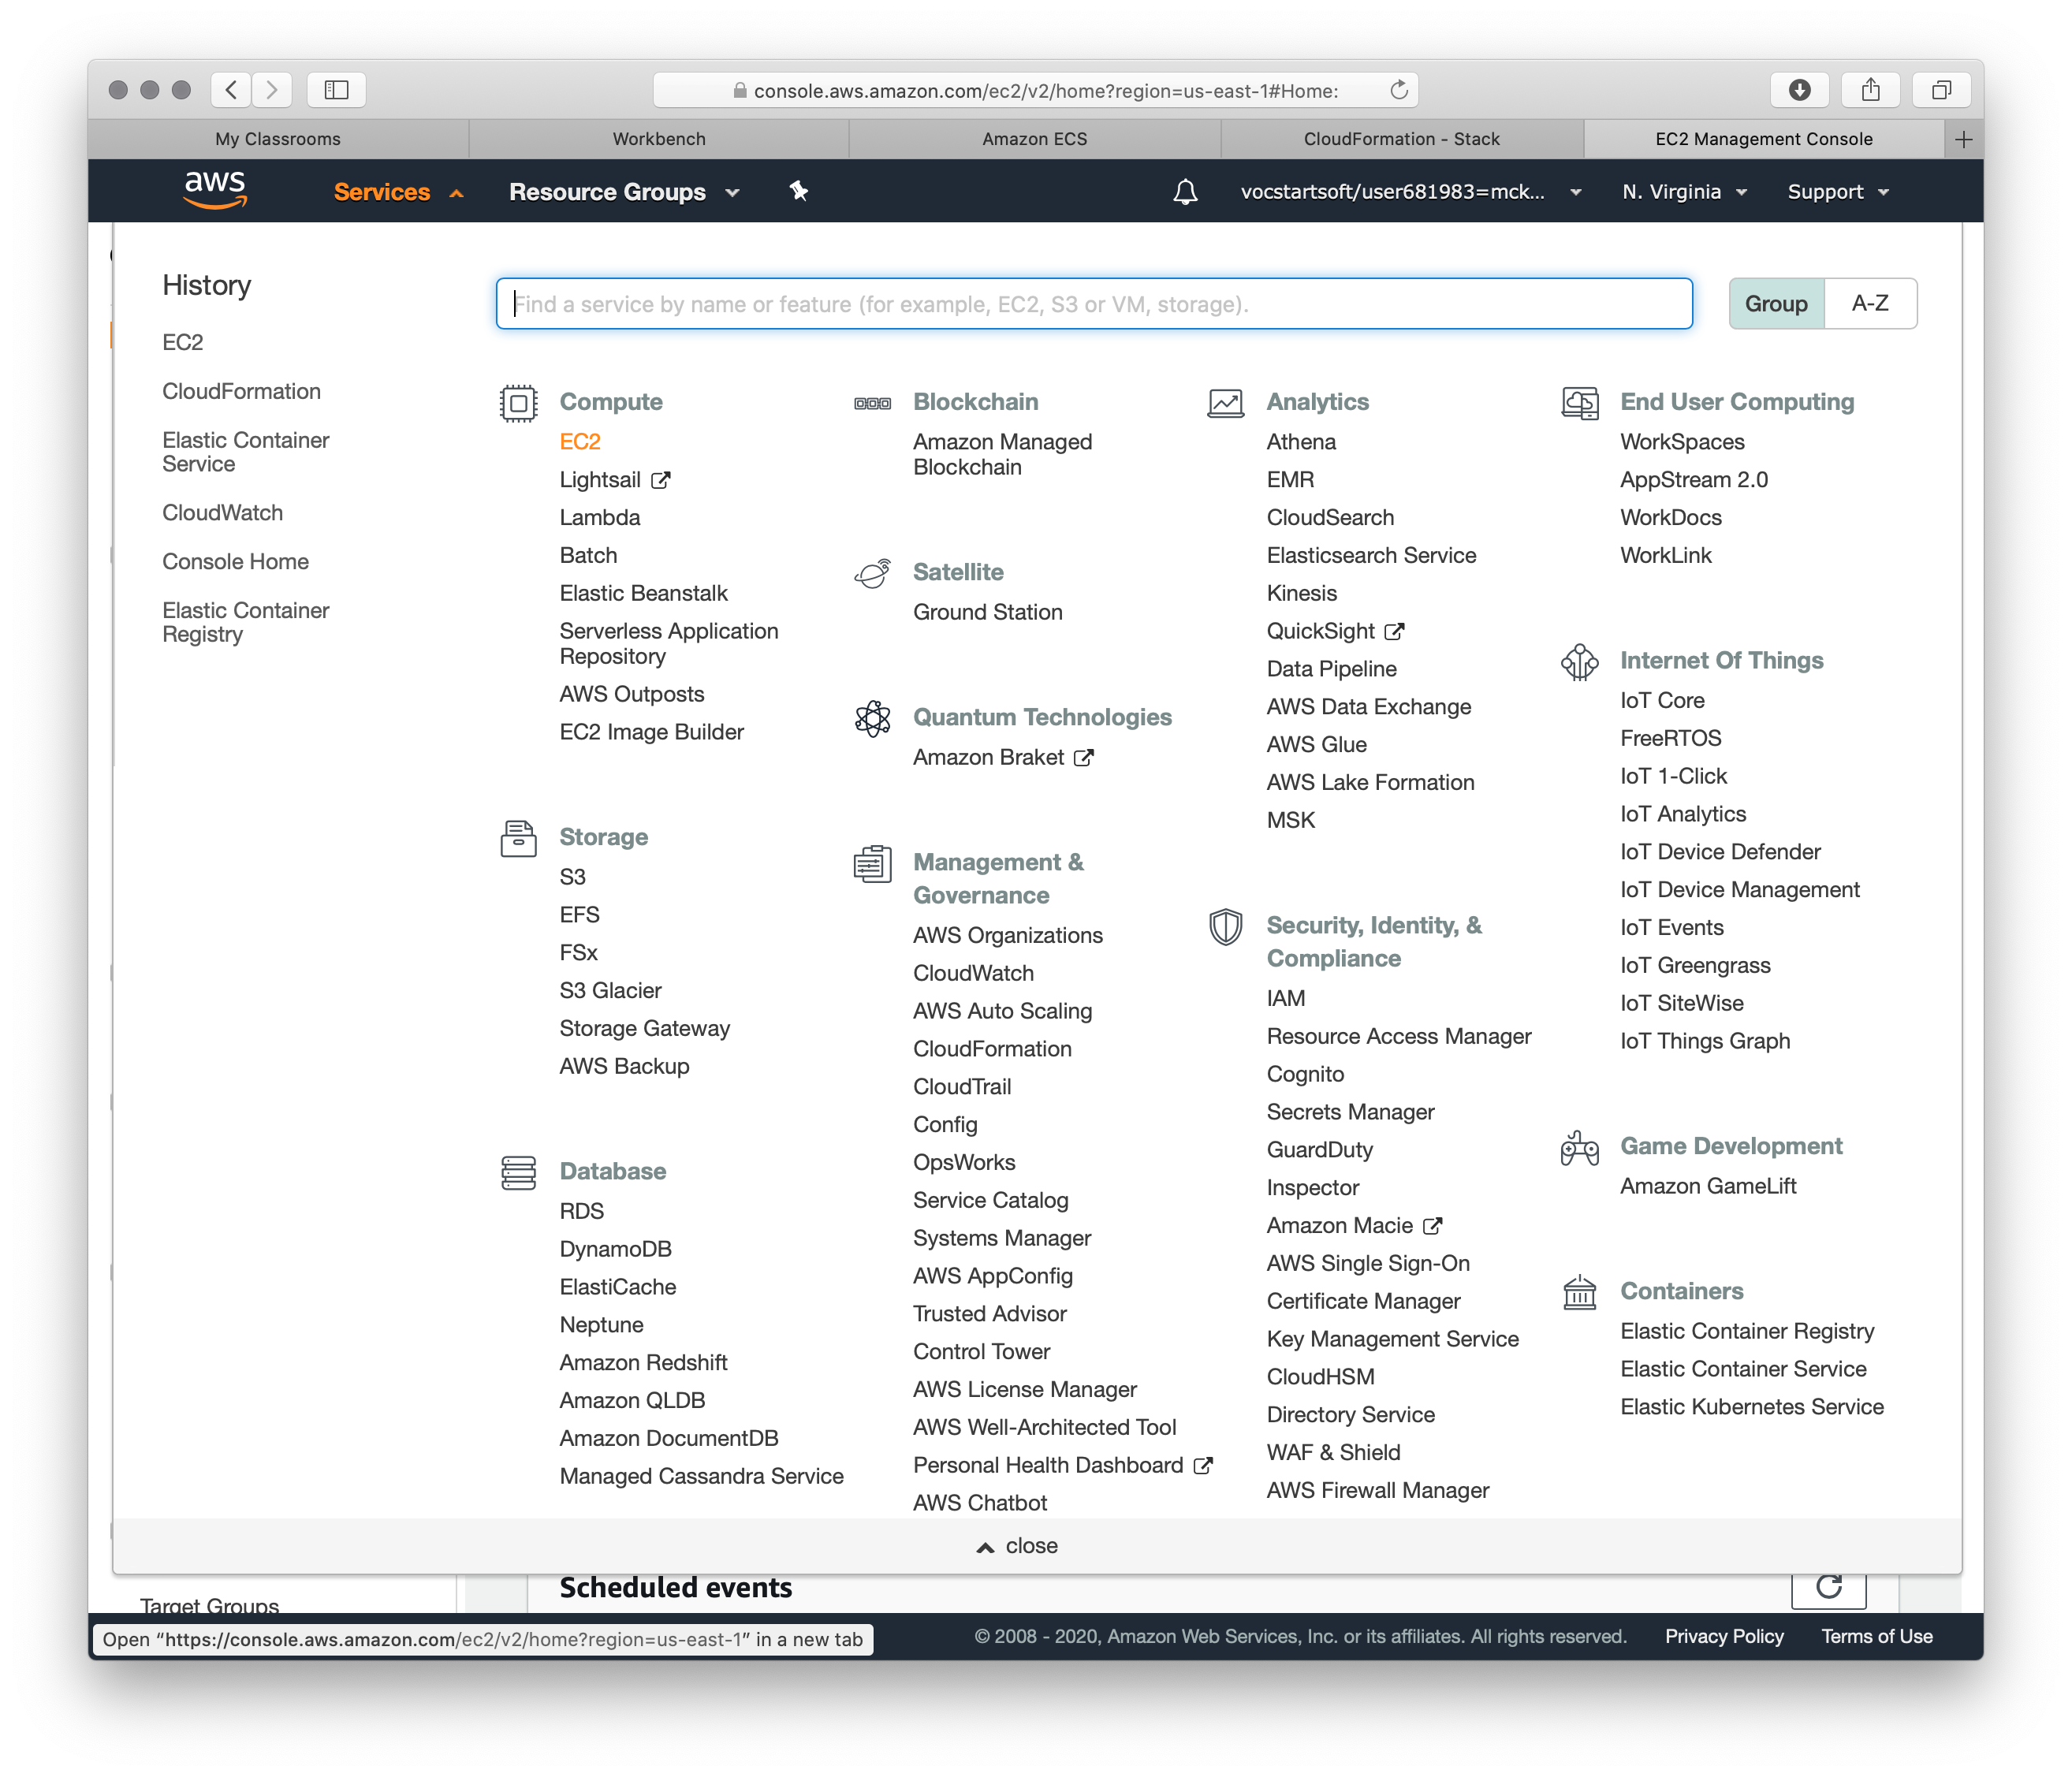 console.aws.amazon.com/ec2/v2/home?region=us-east-1#Home:
My Classrooms
Workbench
Amazon ECS
CloudFormation - Stack
EC2 Management Console
aws
Services
Resource Groups
vocstartsoft/user681983=mck...
N. Virginia
Support
History
EC2
CloudFormation
Elastic Container
Service
CloudWatch
Console Home
Elastic Container
Registry
Find a service by name or feature (for example, EC2, S3 or VM, storage).
Group
A-Z
Compute
EC2
Lightsail
Lambda
Batch
Elastic Beanstalk
Serverless Application
Repository
AWS Outposts
EC2 Image Builder
Storage
S3
EFS
FSx
S3 Glacier
Storage Gateway
AWS Backup
Database
RDS
DynamoDB
ElastiCache
Neptune
Amazon Redshift
Amazon QLDB
Amazon DocumentDB
Managed Cassandra Service
Blockchain
Amazon Managed
Blockchain
Satellite
Ground Station
Quantum Technologies
Amazon Braket
Management &
Governance
AWS Organizations
CloudWatch
AWS Auto Scaling
CloudFormation
CloudTrail
Config
OpsWorks
Service Catalog
Systems Manager
AWS AppConfig
Trusted Advisor
Control Tower
AWS License Manager
AWS Well-Architected Tool
Personal Health Dashboard
AWS Chatbot
Analytics
Athena
EMR
CloudSearch
Elasticsearch Service
Kinesis
QuickSight
Data Pipeline
AWS Data Exchange
AWS Glue
AWS Lake Formation
MSK
Security, Identity, &
Compliance
IAM
Resource Access Manager
Cognito
Secrets Manager
GuardDuty
Inspector
Amazon Macie
AWS Single Sign-On
Certificate Manager
Key Management Service
CloudHSM
Directory Service
WAF & Shield
AWS Firewall Manager
End User Computing
WorkSpaces
AppStream 2.0
WorkDocs
WorkLink
Internet Of Things
IoT Core
FreeRTOS
IoT 1-Click
IoT Analytics
IoT Device Defender
IoT Device Management
IoT Events
IoT Greengrass
IoT SiteWise
IoT Things Graph
Game Development
Amazon GameLift
Containers
Elastic Container Registry
Elastic Container Service
Elastic Kubernetes Service
close
Scheduled events
Target Groups
Open “https://console.aws.amazon.com/ec2/v2/home?region=us-east-1” in a new tab
© 2008 - 2020, Amazon Web Services, Inc. or its affiliates. All rights reserved.
Privacy Policy
Terms of Use